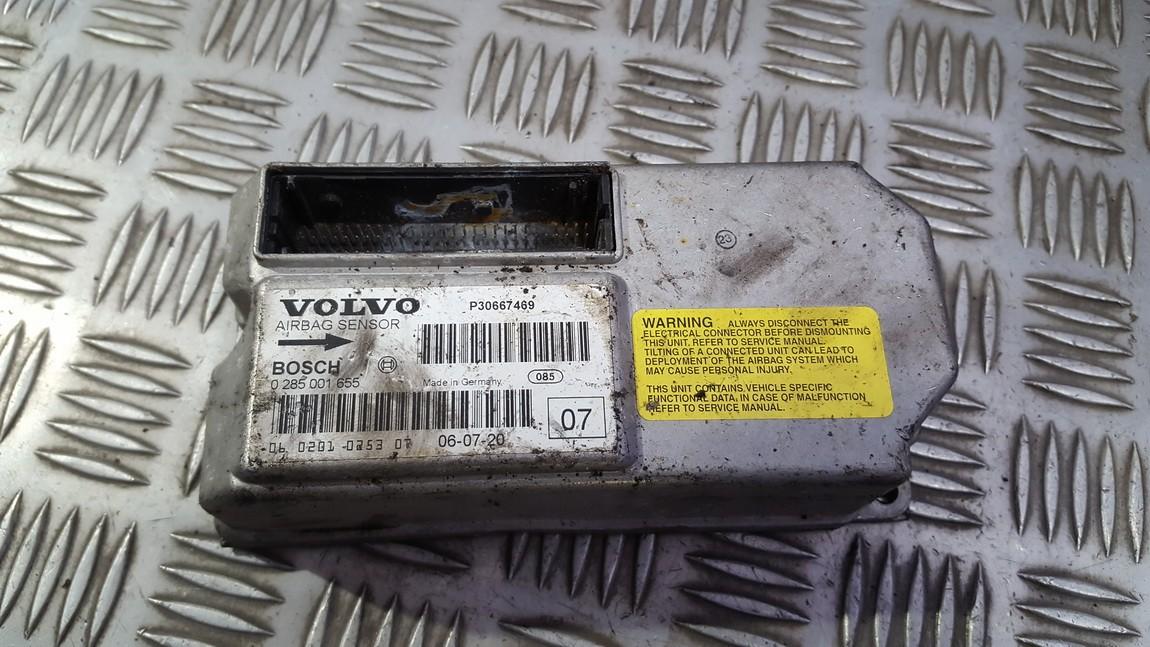 23
VOLVO
P30667469
AIRBAG SENSOR
BOSCH
0 285 001 655
Made in Germany
085
06-07-20
07
WARNING ALWAYS DISCONNECT THE
ELECTRICAL CONNECTOR BEFORE DISMOUNTING
THIS UNIT. REFER TO SERVICE MANUAL.
TILTING OF A CONNECTED UNIT CAN LEAD TO
DEPLOYMENT OF THE AIRBAG SYSTEM WHICH
MAY CAUSE PERSONAL INJURY.
THIS UNIT CONTAINS VEHICLE SPECIFIC
FUNCTIONAL DATA, IN CASE OF MALFUNCTION
REFER TO SERVICE MANUAL.